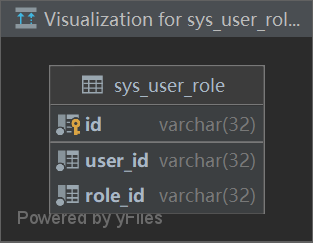 Visualization for sys_user_rol...
sys_user_role
id varchar(32)
user_id varchar(32)
role_id varchar(32)
Powered by yFiles